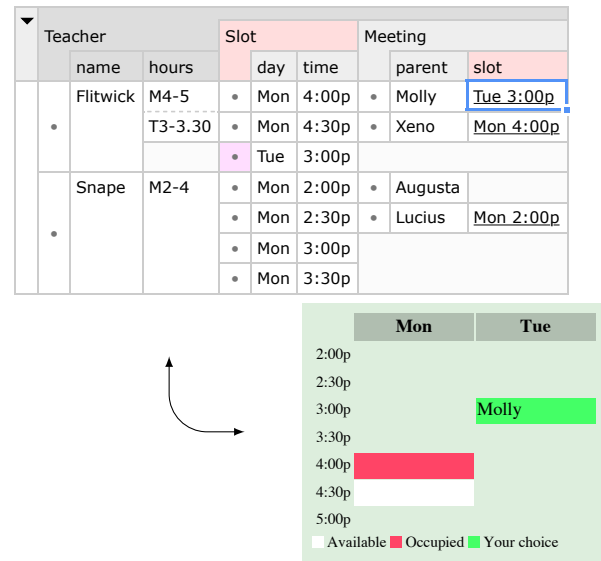 Teacher Slot Meeting
name hours day time parent slot
Flitwick M4-5 • Mon 4:00p • Molly Tue 3:00p
• T3-3.30 • Mon 4:30p • Xeno Mon 4:00p
• Tue 3:00p
Snape M2-4 • Mon 2:00p • Augusta
• • Mon 2:30p • Lucius Mon 2:00p
• Mon 3:00p
• Mon 3:30p
Mon Tue
2:00p
2:30p
3:00p Molly
3:30p
4:00p
4:30p
5:00p
Available Occupied Your choice